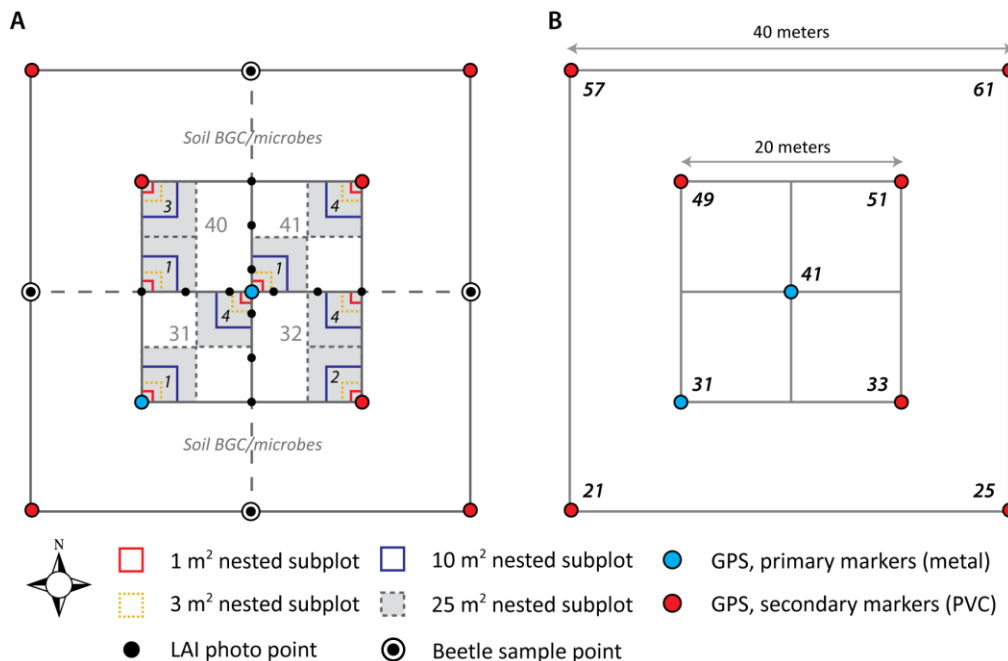 A
B
40 meters
57
61
Soil BGC/microbes
20 meters
3
40
41
4
49
51
1
1
41
4
31
32
4
1
2
31
33
Soil BGC/microbes
21
25
N
1 m² nested subplot
10 m² nested subplot
GPS, primary markers (metal)
3 m² nested subplot
25 m² nested subplot
GPS, secondary markers (PVC)
LAI photo point
Beetle sample point